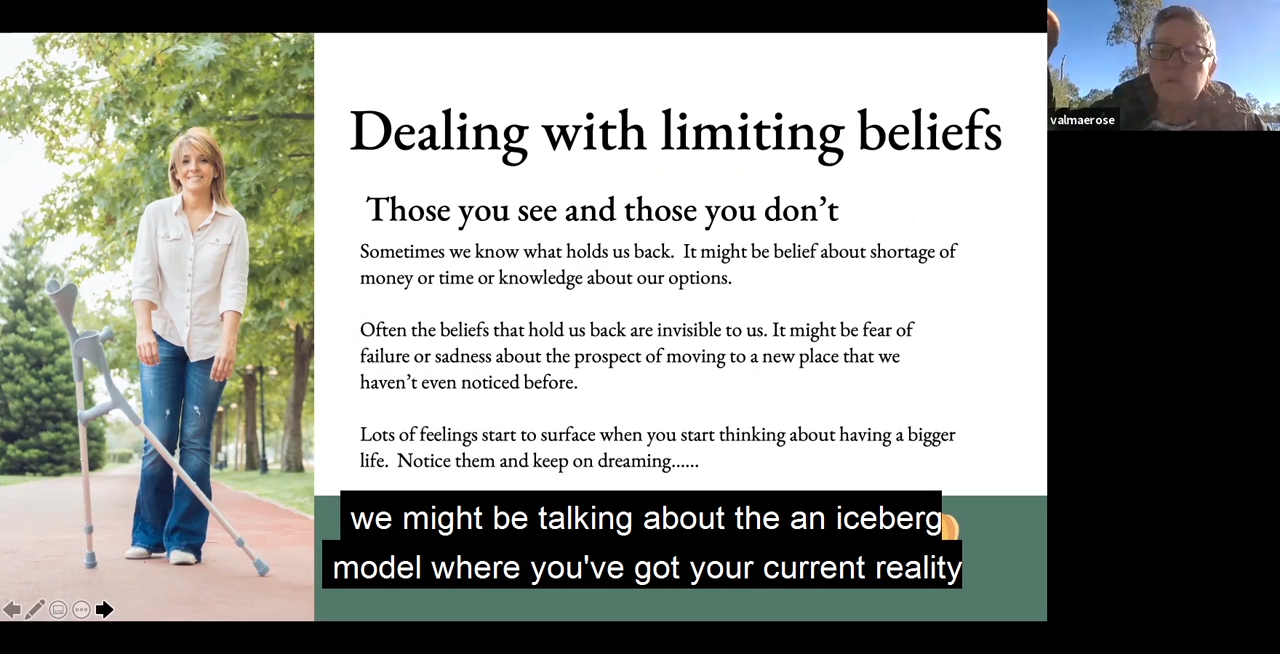 Dealing with limiting beliefs
Those you see and those you don’t
Sometimes we know what holds us back.  It might be belief about shortage of
money or time or knowledge about our options.
Often the beliefs that hold us back are invisible to us. It might be fear of
failure or sadness about the prospect of moving to a new place that we
haven’t even noticed before.
Lots of feelings start to surface when you start thinking about having a bigger
life.  Notice them and keep on dreaming......
we might be talking about the an iceberg
model where you've got your current reality
valmaerose